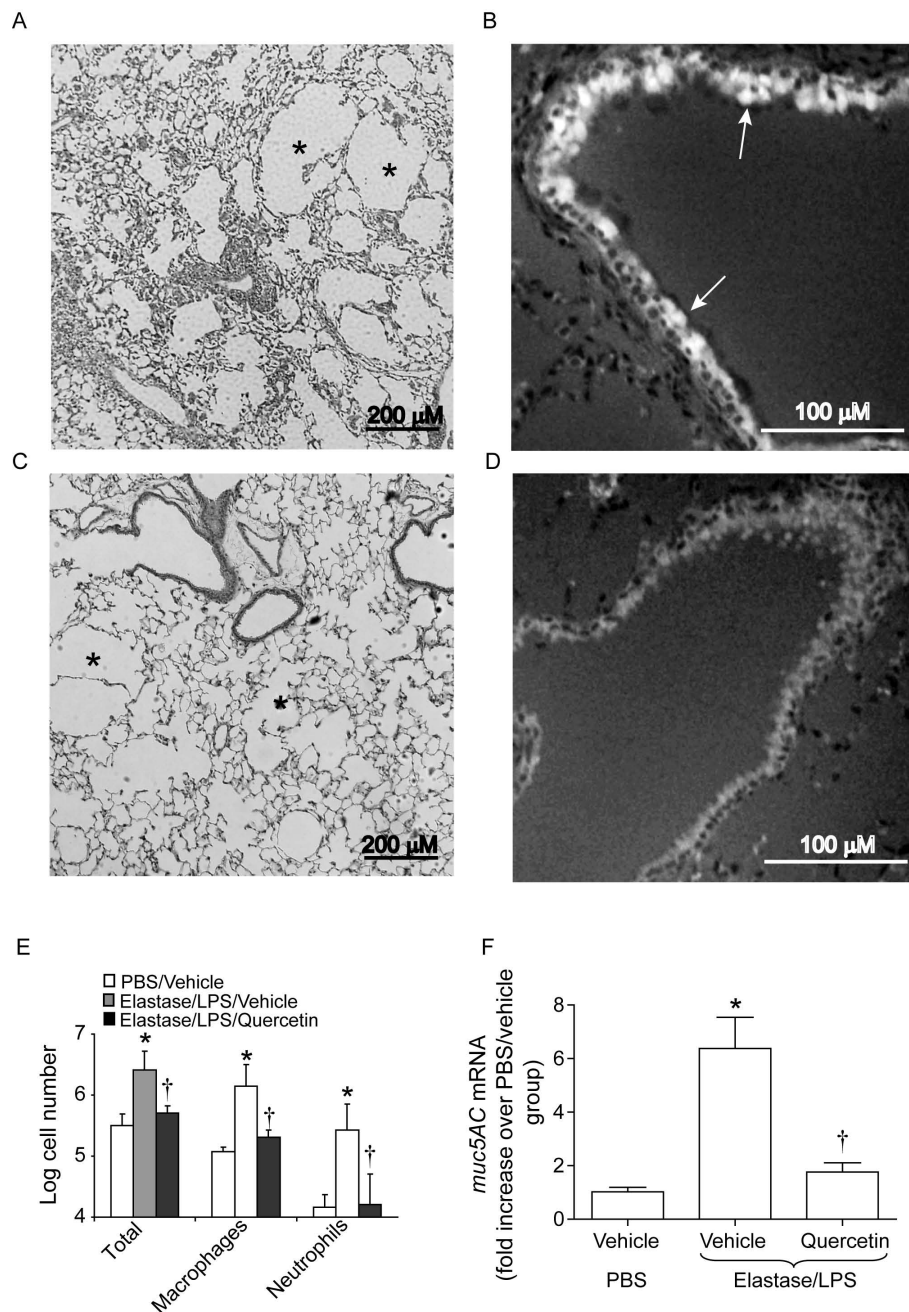 A
B
*
*
200 µM
100 µM
C
D
*
*
200 µM
100 µM
E
PBS/Vehicle
Elastase/LPS/Vehicle
Elastase/LPS/Quercetin
Log cell number
7
6
5
4
*
†
*
†
*
†
Total
Macrophages
Neutrophils
F
muc5AC mRNA
(fold increase over PBS/vehicle
group)
8
6
4
2
0
*
†
Vehicle
Vehicle
Quercetin
PBS
Elastase/LPS